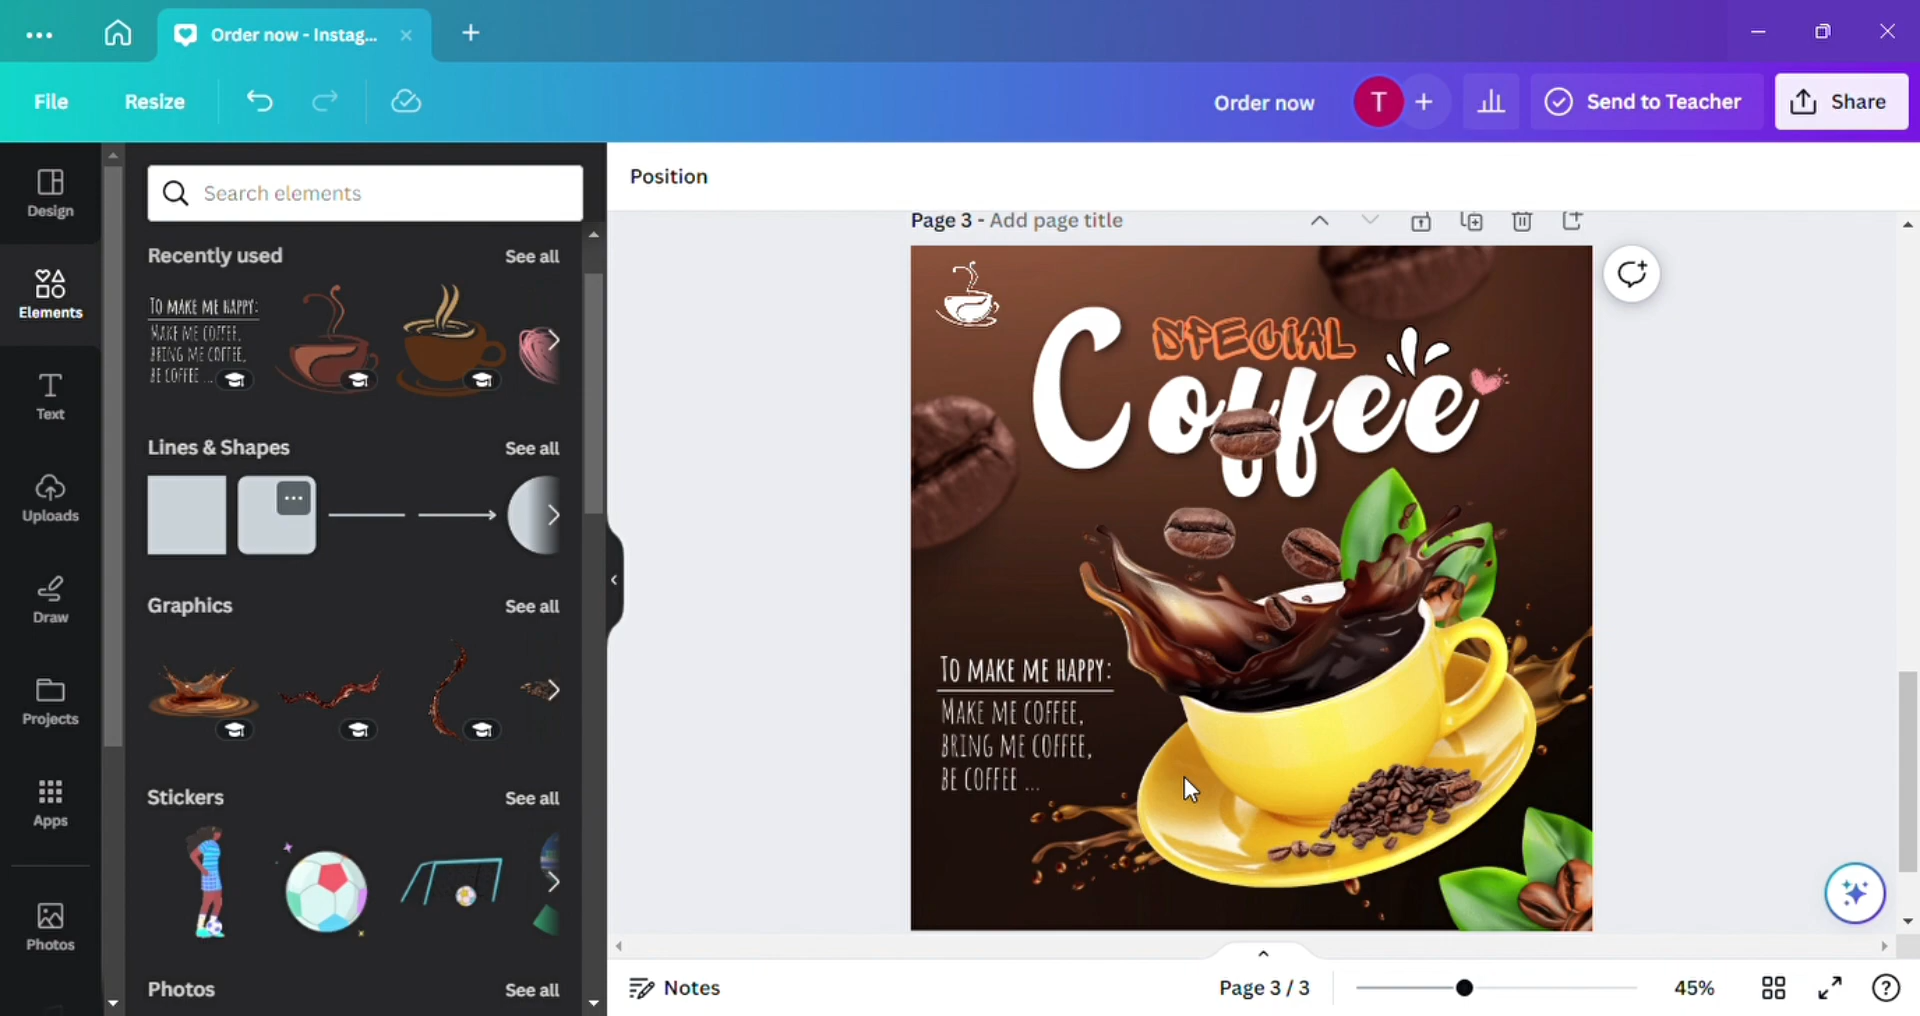 Order now - Instag...
File
Resize
Order now
T
Send to Teacher
Share
Design
Elements
Text
Uploads
Draw
Projects
Apps
Photos
Search elements
Recently used
See all
TO MAKE ME HAPPY:
MAKE ME COFFEE,
BRING ME COFFEE,
BE COFFEE ...
Lines & Shapes
See all
Graphics
See all
Stickers
See all
Photos
See all
Position
Page 3 - Add page title
SPECIAL
Coffee
TO MAKE ME HAPPY:
MAKE ME COFFEE,
BRING ME COFFEE,
BE COFFEE ...
Notes
Page 3 / 3
45%